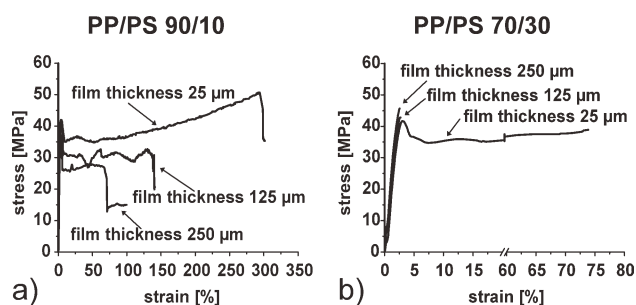 PP/PS 90/10
60
50
40
30
20
10
0
stress [MPa]
film thickness 25 µm
film thickness 125 µm
film thickness 250 µm
0 50 100 150 200 250 300 350
strain [%]
a)
PP/PS 70/30
60
50
40
30
20
10
0
stress [MPa]
film thickness 250 µm
film thickness 125 µm
film thickness 25 µm
0 5 10 15 60 65 70 75 80
strain [%]
b)